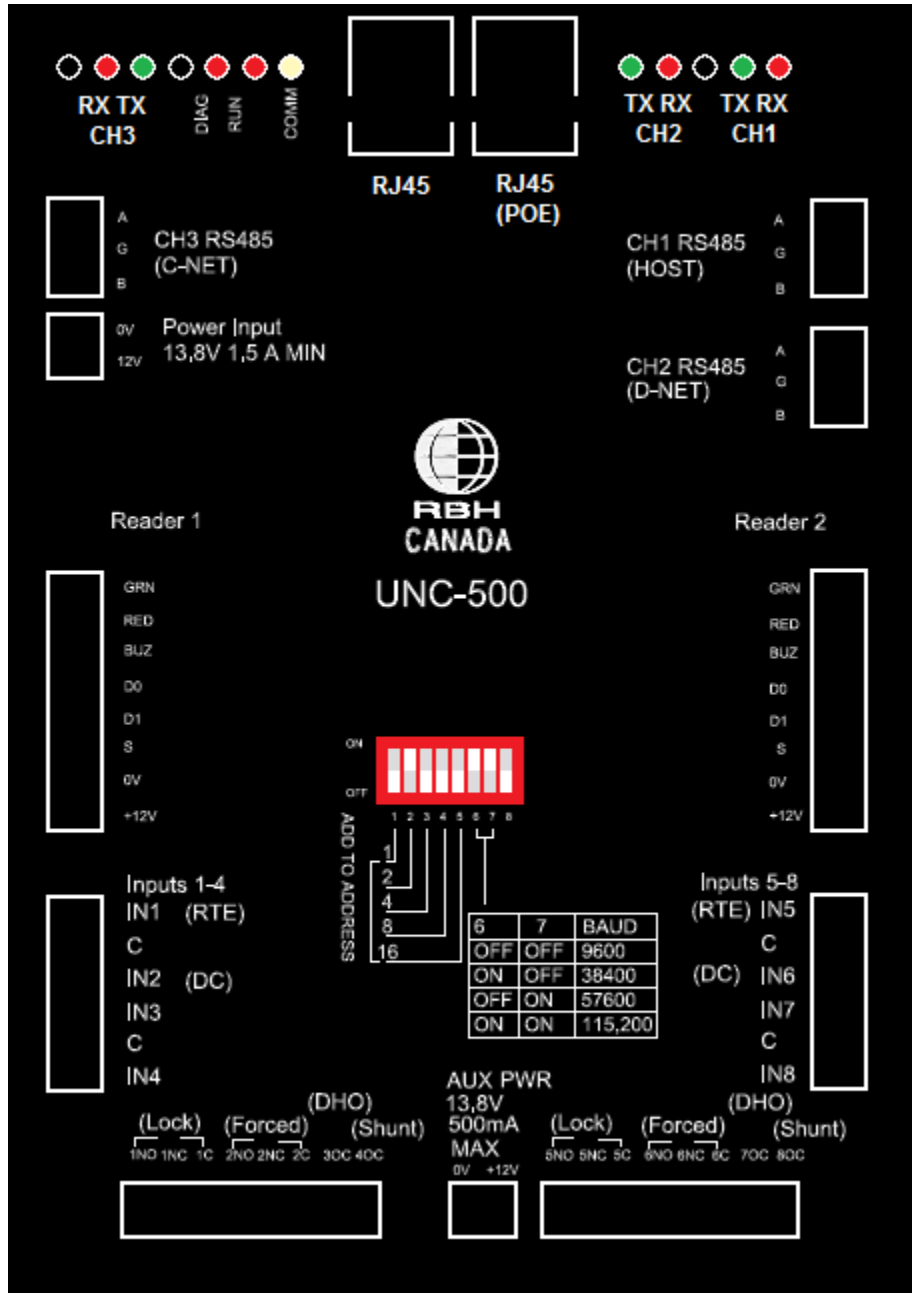 RX TX
CH3
DIAG
RUN
COMM
RJ45
RJ45
(POE)
TX RX
CH2
TX RX
CH1
A
G
B
CH3 RS485
(C-NET)
0V
12V
Power Input
13,8V 1,5 A MIN
CH1 RS485
(HOST)
A
G
B
CH2 RS485
(D-NET)
A
G
B
RBH
CANADA
UNC-500
Reader 1
GRN
RED
BUZ
D0
D1
S
0V
+12V
Reader 2
GRN
RED
BUZ
D0
D1
S
0V
+12V
ON
OFF
1 2 3 4 5 6 7 8
ADD TO ADDRESS
1
2
4
8
16
6 7 BAUD
OFF OFF 9600
ON OFF 38400
OFF ON 57600
ON ON 115,200
Inputs 1-4
IN1 (RTE)
C
IN2 (DC)
IN3
C
IN4
Inputs 5-8
(RTE) IN5
C
(DC) IN6
IN7
C
IN8
(DHO)
(Lock) (Forced) (Shunt)
1NO 1NC 1C 2NO 2NC 2C 3OC 4OC
AUX PWR
13,8V
500mA
MAX
0V +12V
(DHO)
(Lock) (Forced) (Shunt)
5NO 5NC 5C 6NO 6NC 6C 7OC 8OC